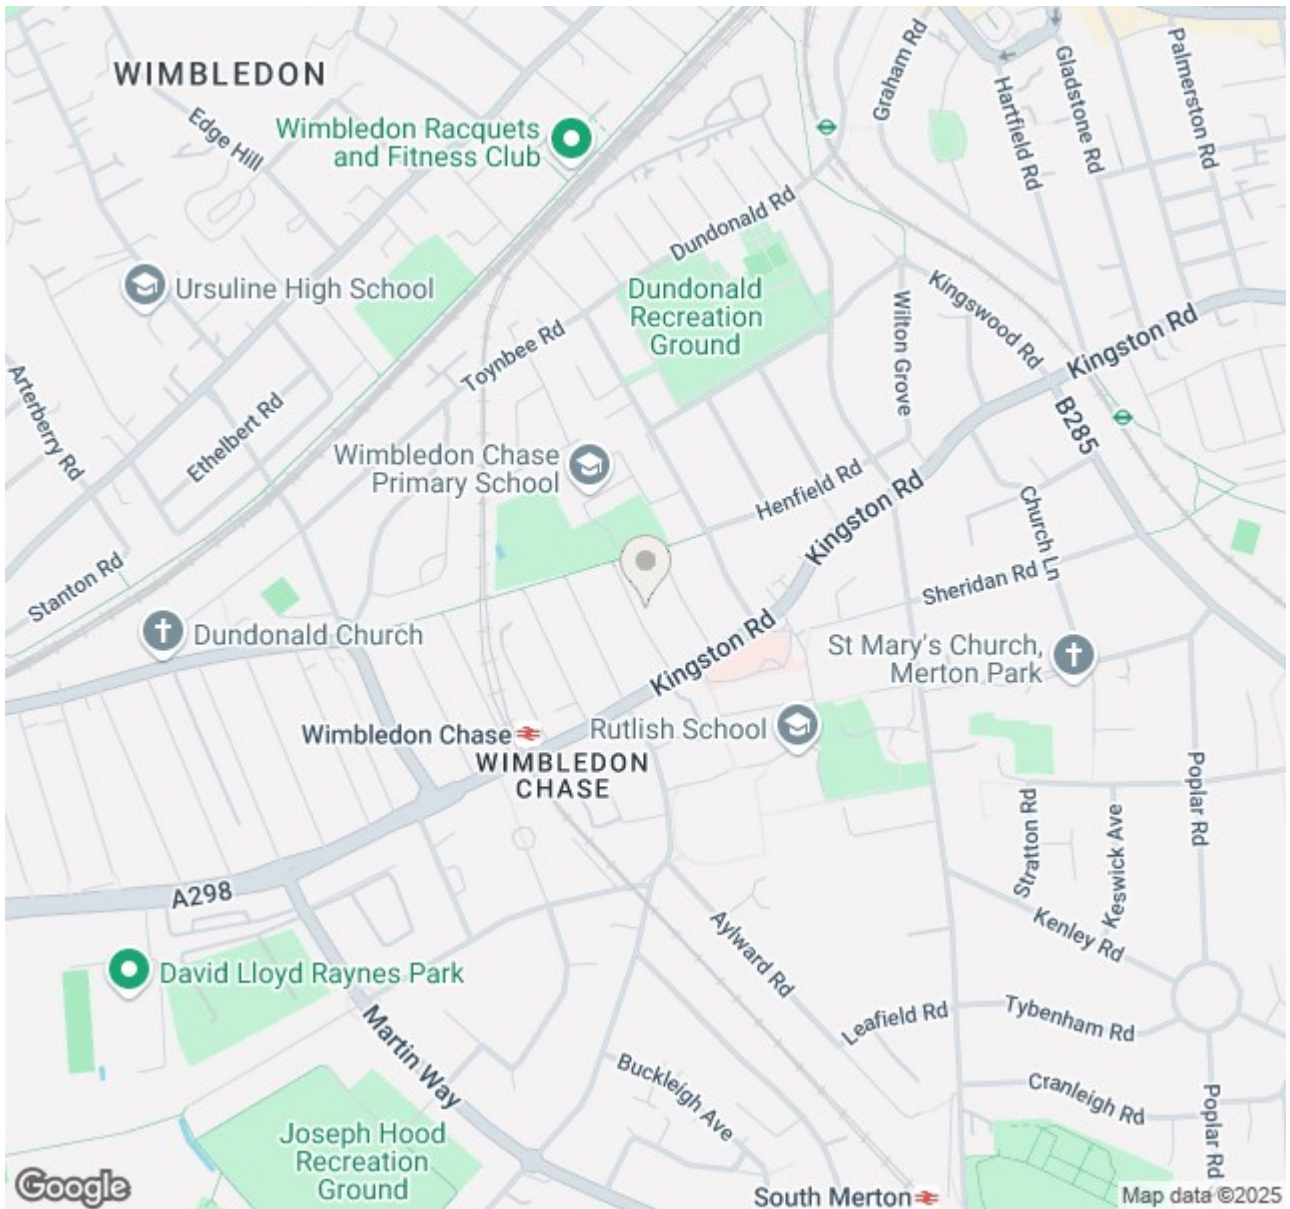 WIMBLEDON
Edge Hill
Wimbledon Racquets
and Fitness Club
Graham Rd
Hartfield Rd
Gladstone Rd
Palmerston Rd
Dundonald Rd
Ursuline High School
Dundonald
Recreation
Ground
Kingswood Rd
Wilton Grove
Kingston Rd
Toynbee Rd
Arterberry Rd
Ethelbert Rd
B285
Wimbledon Chase
Primary School
Henfield Rd
Kingston Rd
Church Ln
Stanton Rd
Sheridan Rd
Dundonald Church
Kingston Rd
St Mary's Church,
Merton Park
Wimbledon Chase
Rutlish School
WIMBLEDON
CHASE
Poplar Rd
Stratton Rd
Keswick Ave
A298
Kenley Rd
Aylward Rd
David Lloyd Raynes Park
Leafield Rd
Tybenham Rd
Martin Way
Buckleigh Ave
Cranleigh Rd
Poplar Rd
Joseph Hood
Recreation
Ground
South Merton
Google
Map data ©2025